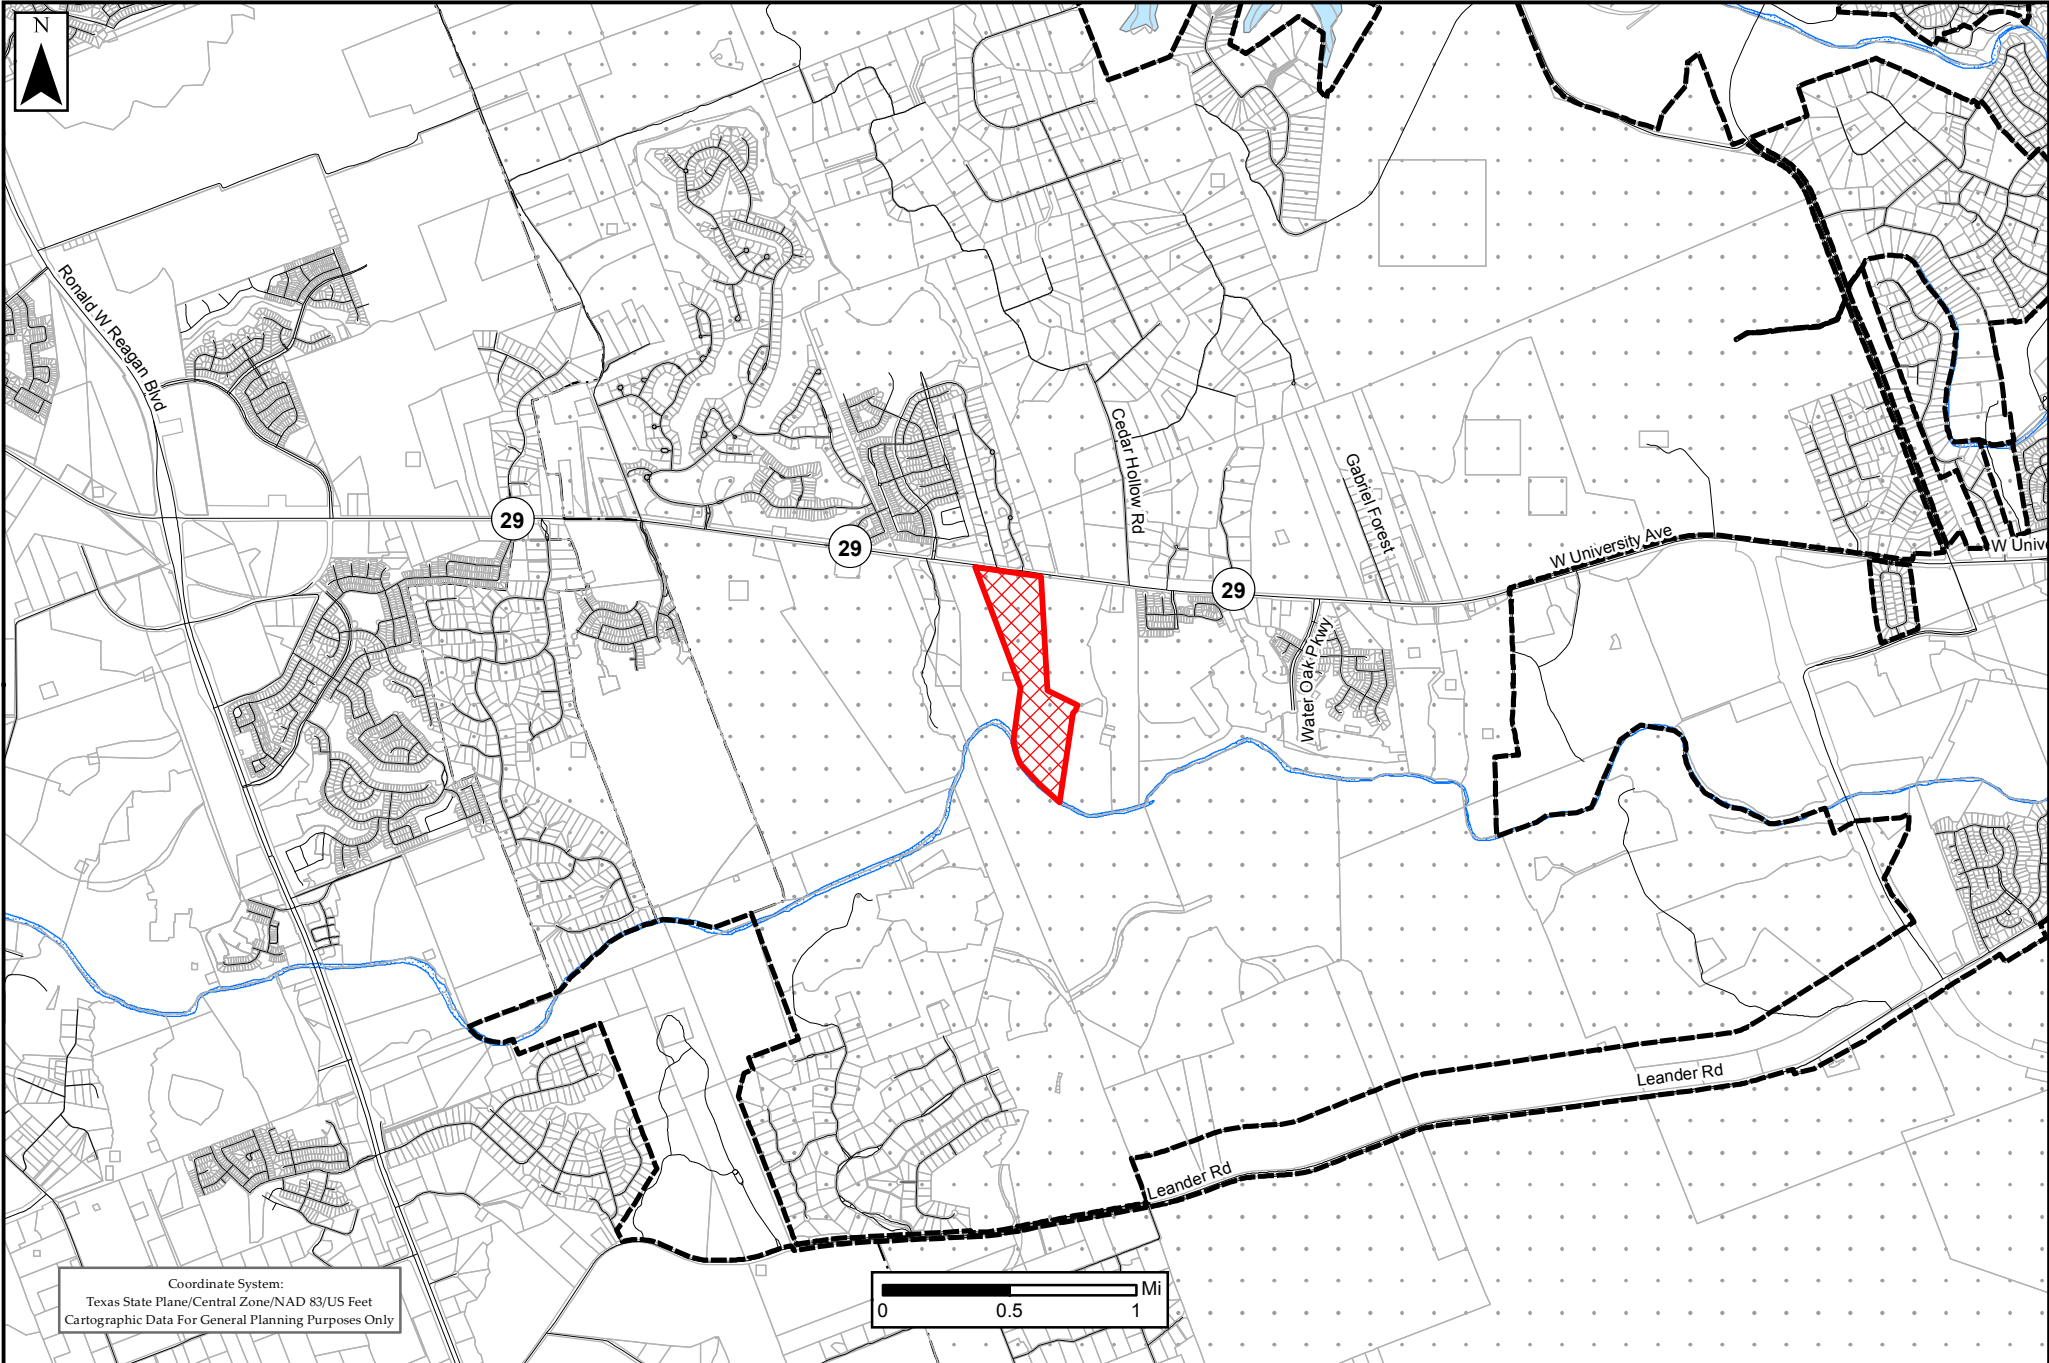 N
Ronald W Reagan Blvd
Cedar Hollow Rd
Gabriel Forest
29
29
29
W University Ave
W Unive
Water Oak Pkwy
Leander Rd
Leander Rd
Coordinate System:
Texas State Plane/Central Zone/NAD 83/US Feet
Cartographic Data For General Planning Purposes Only
0 0.5 1 Mi